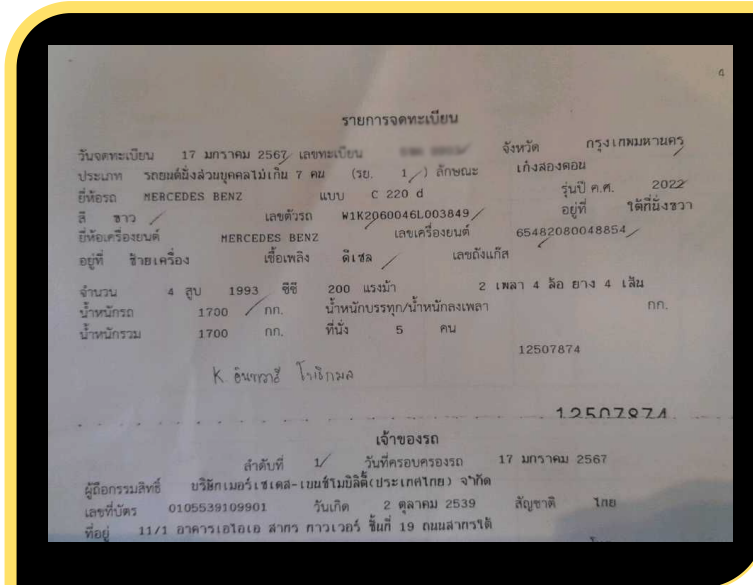 รายการจดทะเบียน
วันจดทะเบียน 17 มกราคม 2567 เลขทะเบียน จังหวัด กรุงเทพมหานคร
ประเภท รถยนต์นั่งส่วนบุคคลไม่เกิน 7 คน (รย. 1 ) ลักษณะ เก๋งสองตอน
ยี่ห้อรถ MERCEDES BENZ แบบ C 220 d รุ่นปี ค.ศ. 2022
สี ขาว เลขตัวรถ W1K2060046L003849 อยู่ที่ ใต้ที่นั่งขวา
ยี่ห้อเครื่องยนต์ MERCEDES BENZ เลขเครื่องยนต์ 65482080048854
อยู่ที่ ซ้ายเครื่อง เชื้อเพลิง ดีเซล เลขถังแก๊ส
จำนวน 4 สูบ 1993 ซีซี 200 แรงม้า 2 เพลา 4 ล้อ ยาง 4 เส้น
น้ำหนักรถ 1700 กก. น้ำหนักบรรทุก/น้ำหนักลงเพลา กก.
น้ำหนักรวม 1700 กก. ที่นั่ง 5 คน
12507874
K.
12507874
เจ้าของรถ
ลำดับที่ 1 วันที่ครอบครองรถ 17 มกราคม 2567
ผู้ถือกรรมสิทธิ์ บริษัทเมอร์เซเดส-เบนซ์โมบิลิตี้(ประเทศไทย) จำกัด
เลขที่บัตร 0105539109901 วันเกิด 2 ตุลาคม 2539 สัญชาติ ไทย
ที่อยู่ 11/1 อาคารเอไอเอ สาทร ทาวเวอร์ ชั้นที่ 19 ถนนสาทรใต้